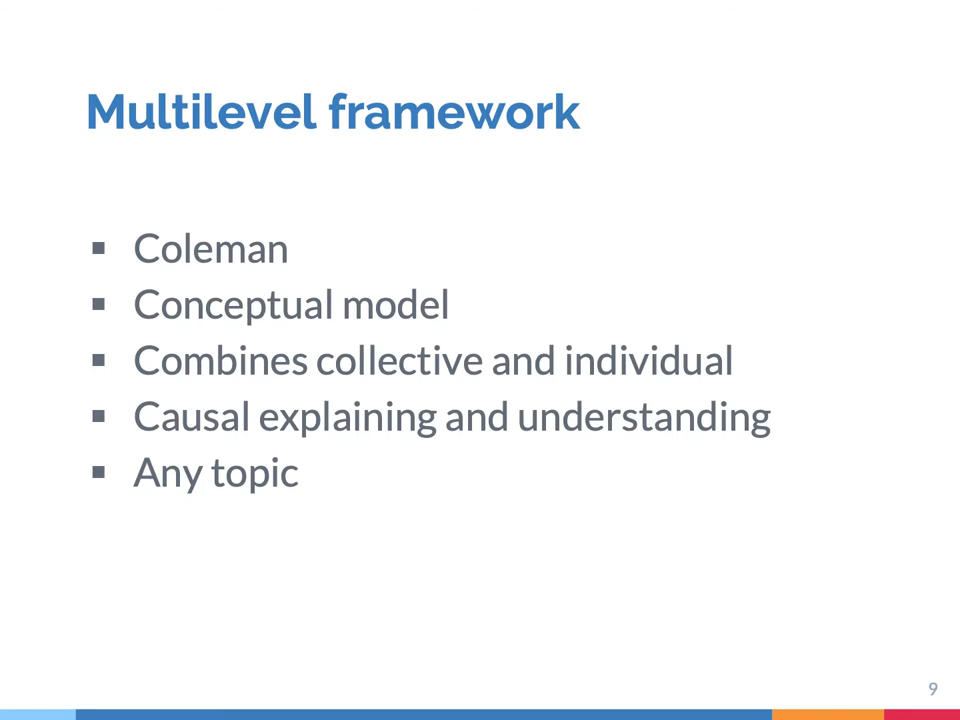 Multilevel framework
▪ Coleman
▪ Conceptual model
▪ Combines collective and individual
▪ Causal explaining and understanding
▪ Any topic
9